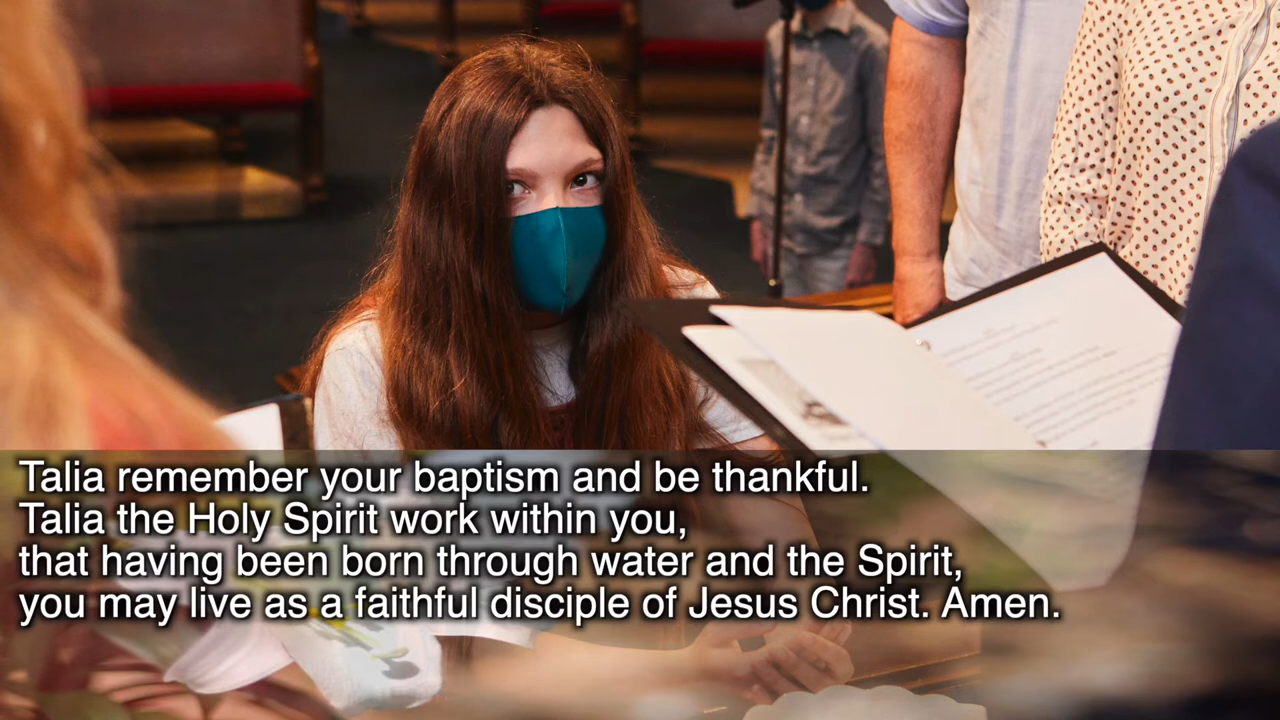 Talia remember your baptism and be thankful.
Talia the Holy Spirit work within you,
that having been born through water and the Spirit,
you may live as a faithful disciple of Jesus Christ. Amen.